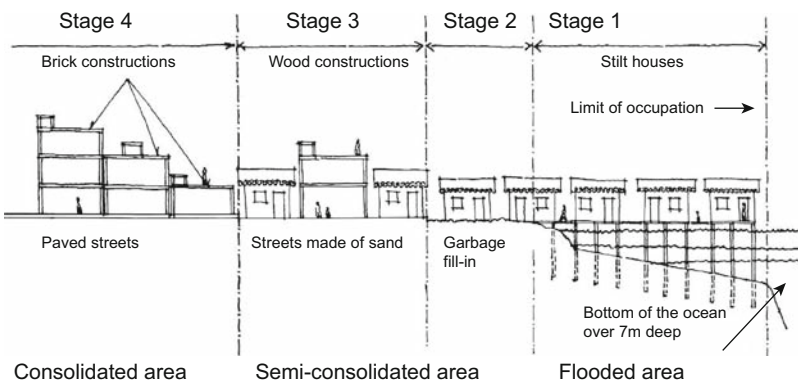 Stage 4
Stage 3
Stage 2
Stage 1
Brick constructions
Wood constructions
Stilt houses
Limit of occupation
Paved streets
Streets made of sand
Garbage
fill-in
Bottom of the ocean
over 7m deep
Consolidated area
Semi-consolidated area
Flooded area